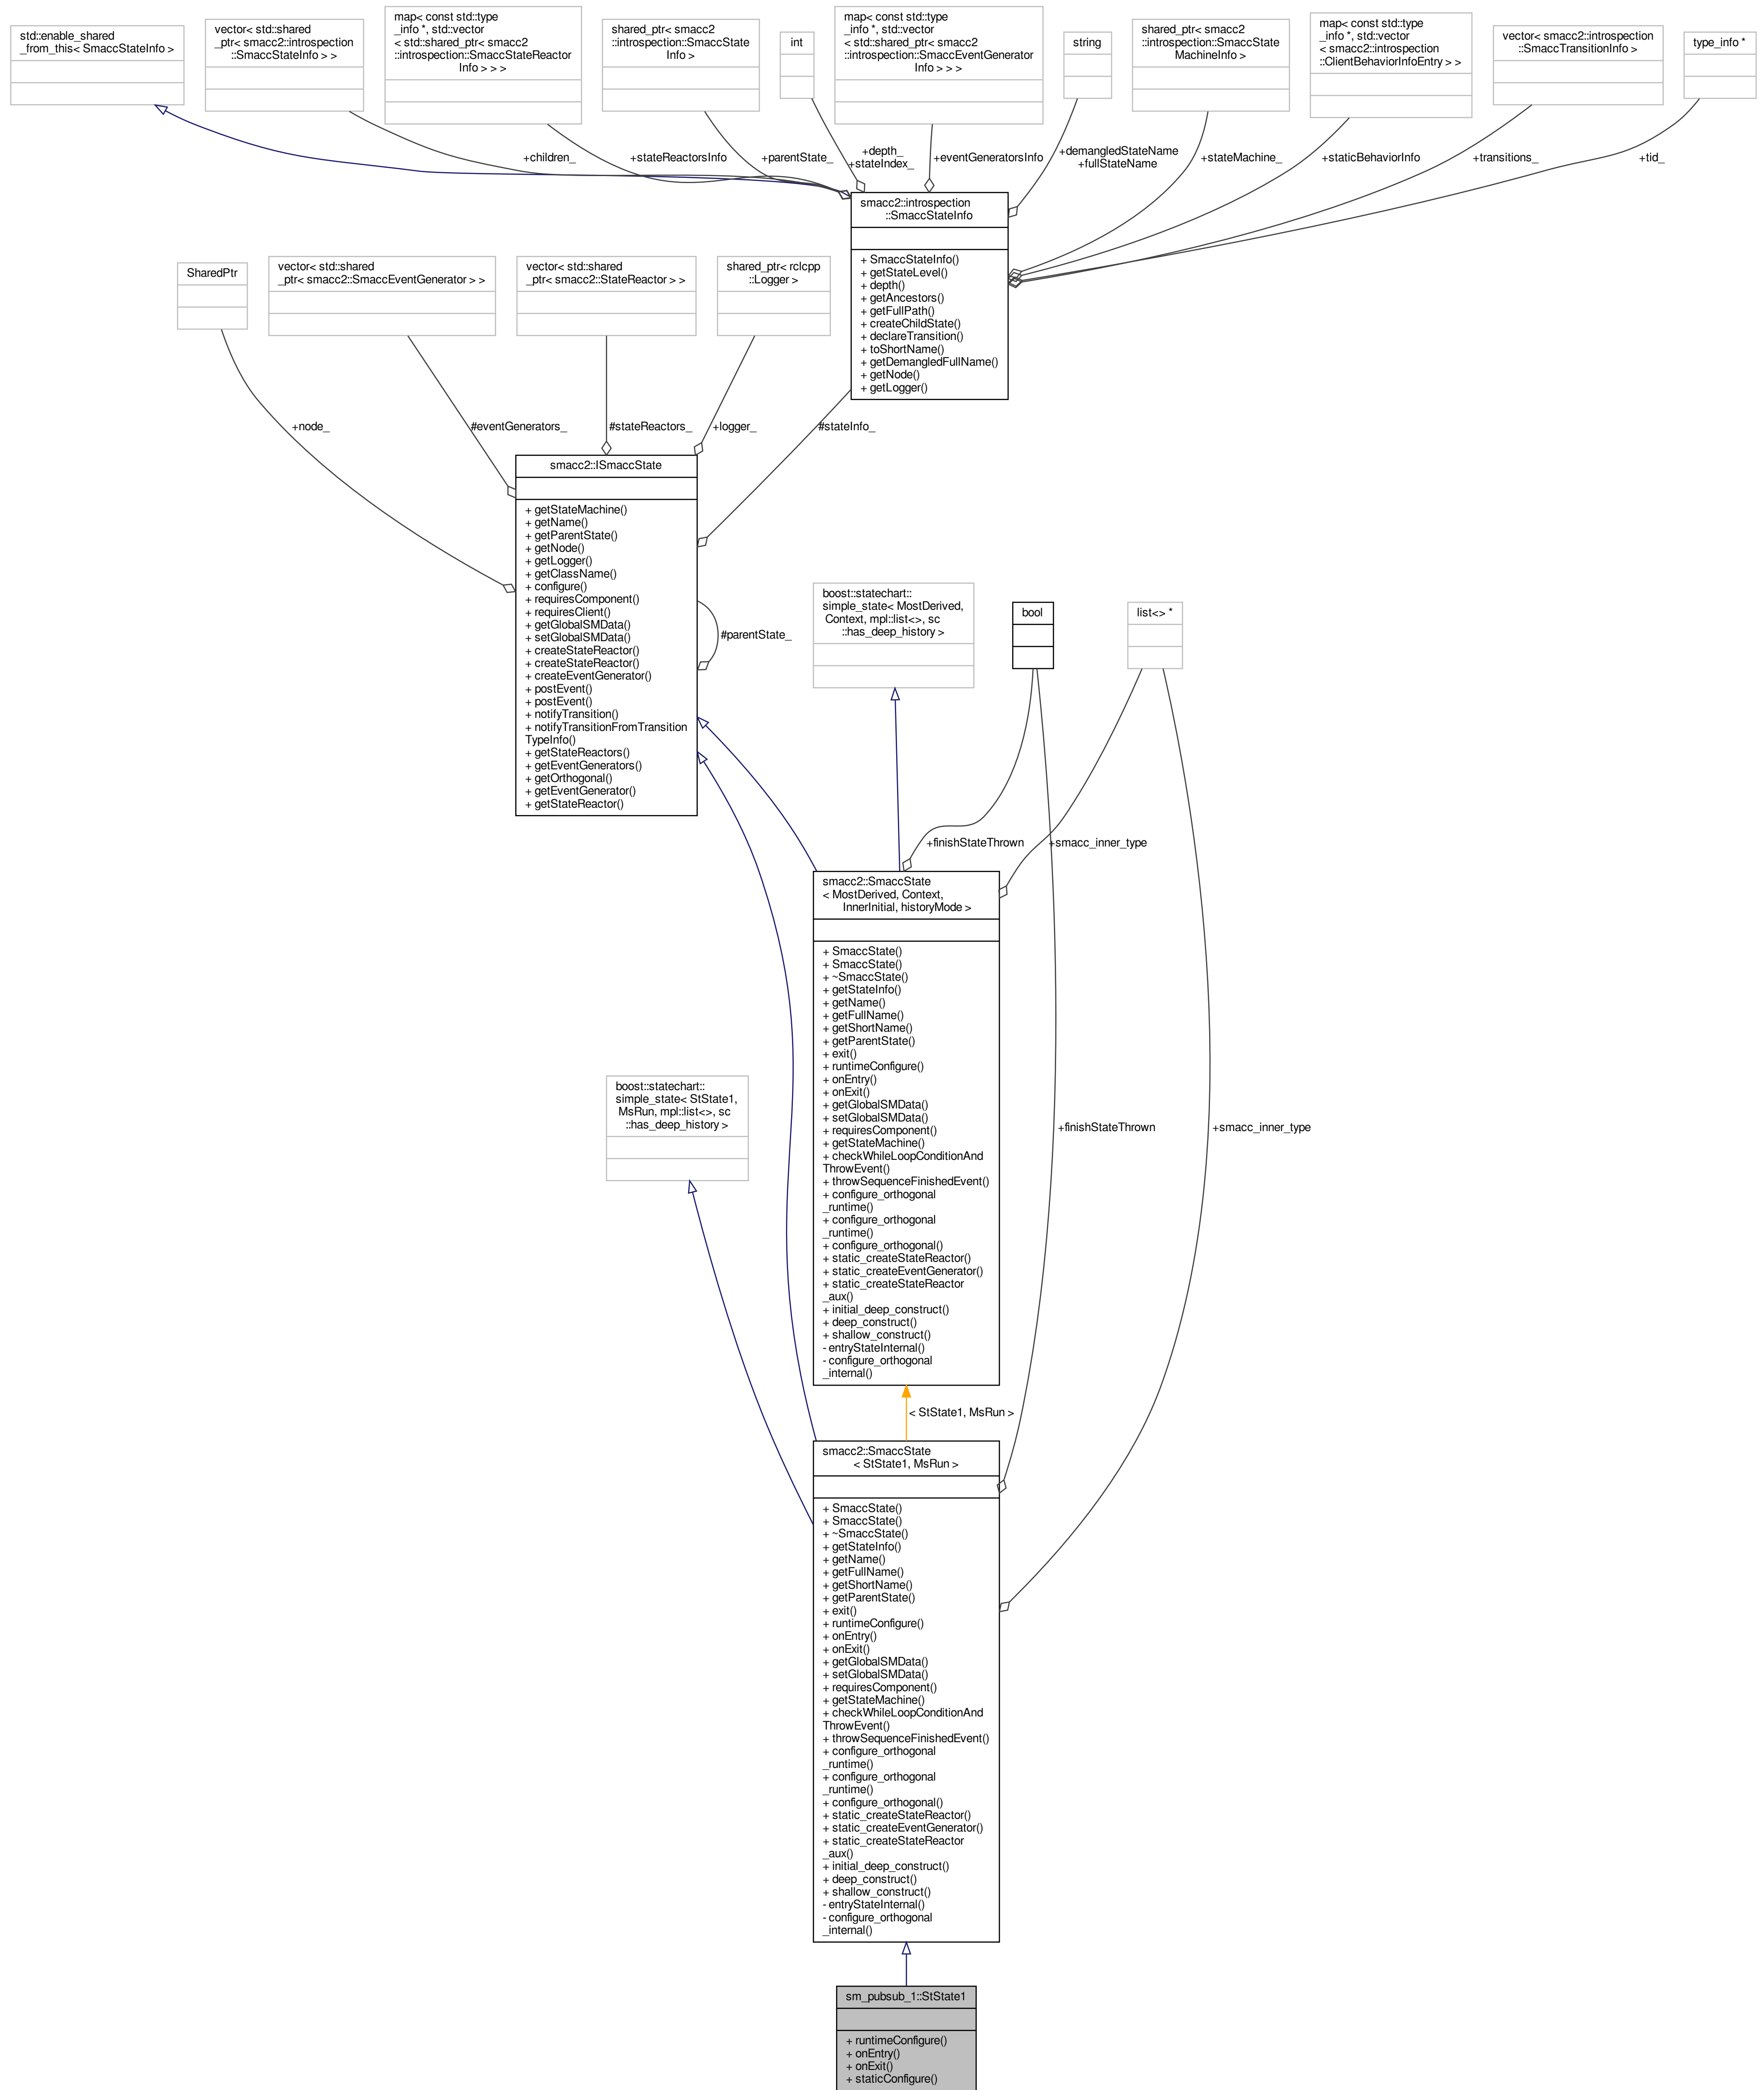 std::enable_shared
_from_this< SmaccStateInfo >
vector< std::shared
_ptr< smacc2::introspection
::SmaccStateInfo > >
map< const std::type
_info *, std::vector
< std::shared_ptr< smacc2
::introspection::SmaccStateReactor
Info > > >
shared_ptr< smacc2
::introspection::SmaccState
Info >
int
map< const std::type
_info *, std::vector
< std::shared_ptr< smacc2
::introspection::SmaccEventGenerator
Info > > >
string
shared_ptr< smacc2
::introspection::SmaccState
MachineInfo >
map< const std::type
_info *, std::vector
< smacc2::introspection
::ClientBehaviorInfoEntry > >
vector< smacc2::introspection
::SmaccTransitionInfo >
type_info *
+children_
+stateReactorsInfo
+parentState_
+depth_
+stateIndex_
+eventGeneratorsInfo
+demangledStateName
+fullStateName
+stateMachine_
+staticBehaviorInfo
+transitions_
+tid_
smacc2::introspection
::SmaccStateInfo
+ SmaccStateInfo()
+ getStateLevel()
+ depth()
+ getAncestors()
+ getFullPath()
+ createChildState()
+ declareTransition()
+ toShortName()
+ getDemangledFullName()
+ getNode()
+ getLogger()
SharedPtr
vector< std::shared
_ptr< smacc2::SmaccEventGenerator > >
vector< std::shared
_ptr< smacc2::StateReactor > >
shared_ptr< rclcpp
::Logger >
+node_
#eventGenerators_
#stateReactors_
+logger_
#stateInfo_
smacc2::ISmaccState
+ getStateMachine()
+ getName()
+ getParentState()
+ getNode()
+ getLogger()
+ getClassName()
+ configure()
+ requiresComponent()
+ requiresClient()
+ getGlobalSMData()
+ setGlobalSMData()
+ createStateReactor()
+ createStateReactor()
+ createEventGenerator()
+ postEvent()
+ postEvent()
+ notifyTransition()
+ notifyTransitionFromTransition
TypeInfo()
+ getStateReactors()
+ getEventGenerators()
+ getOrthogonal()
+ getEventGenerator()
+ getStateReactor()
#parentState_
boost::statechart::
simple_state< MostDerived,
Context, mpl::list<>, sc
::has_deep_history >
bool
list<> *
+finishStateThrown
+smacc_inner_type
smacc2::SmaccState
< MostDerived, Context,
InnerInitial, historyMode >
+ SmaccState()
+ SmaccState()
+ ~SmaccState()
+ getStateInfo()
+ getName()
+ getFullName()
+ getShortName()
+ getParentState()
+ exit()
+ runtimeConfigure()
+ onEntry()
+ onExit()
+ getGlobalSMData()
+ setGlobalSMData()
+ requiresComponent()
+ getStateMachine()
+ checkWhileLoopConditionAnd
ThrowEvent()
+ throwSequenceFinishedEvent()
+ configure_orthogonal
_runtime()
+ configure_orthogonal
_runtime()
+ configure_orthogonal()
+ static_createStateReactor()
+ static_createEventGenerator()
+ static_createStateReactor
_aux()
+ initial_deep_construct()
+ deep_construct()
+ shallow_construct()
- entryStateInternal()
- configure_orthogonal
_internal()
boost::statechart::
simple_state< StState1,
MsRun, mpl::list<>, sc
::has_deep_history >
+finishStateThrown
+smacc_inner_type
< StState1, MsRun >
smacc2::SmaccState
< StState1, MsRun >
+ SmaccState()
+ SmaccState()
+ ~SmaccState()
+ getStateInfo()
+ getName()
+ getFullName()
+ getShortName()
+ getParentState()
+ exit()
+ runtimeConfigure()
+ onEntry()
+ onExit()
+ getGlobalSMData()
+ setGlobalSMData()
+ requiresComponent()
+ getStateMachine()
+ checkWhileLoopConditionAnd
ThrowEvent()
+ throwSequenceFinishedEvent()
+ configure_orthogonal
_runtime()
+ configure_orthogonal
_runtime()
+ configure_orthogonal()
+ static_createStateReactor()
+ static_createEventGenerator()
+ static_createStateReactor
_aux()
+ initial_deep_construct()
+ deep_construct()
+ shallow_construct()
- entryStateInternal()
- configure_orthogonal
_internal()
sm_pubsub_1::StState1
+ runtimeConfigure()
+ onEntry()
+ onExit()
+ staticConfigure()